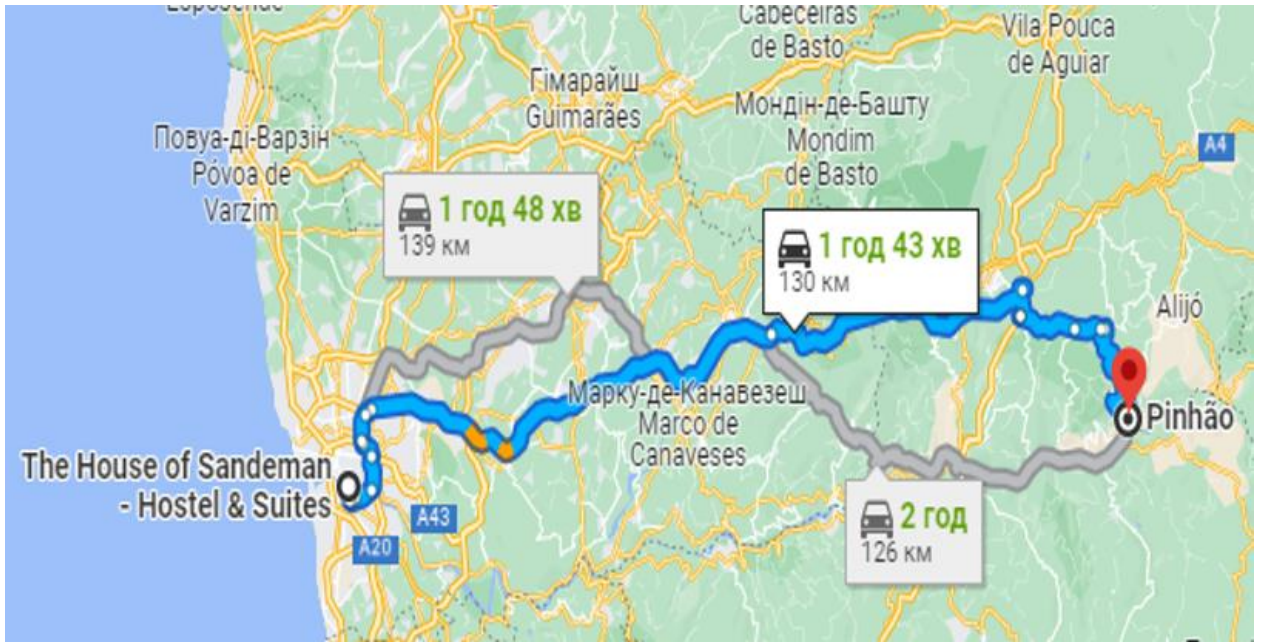 Esposende
Cabeceiras
de Basto
Vila Pouca
de Aguiar
Гімарайш
Guimarães
Мондін-де-Башту
Mondim
de Basto
A4
Повуа-ді-Варзін
Póvoa de
Varzim
1 год 48 хв
139 км
1 год 43 хв
130 км
Alijó
Марку-де-Канавезеш
Marco de
Canaveses
Pinhão
The House of Sandeman
- Hostel & Suites
A43
A20
2 год
126 км